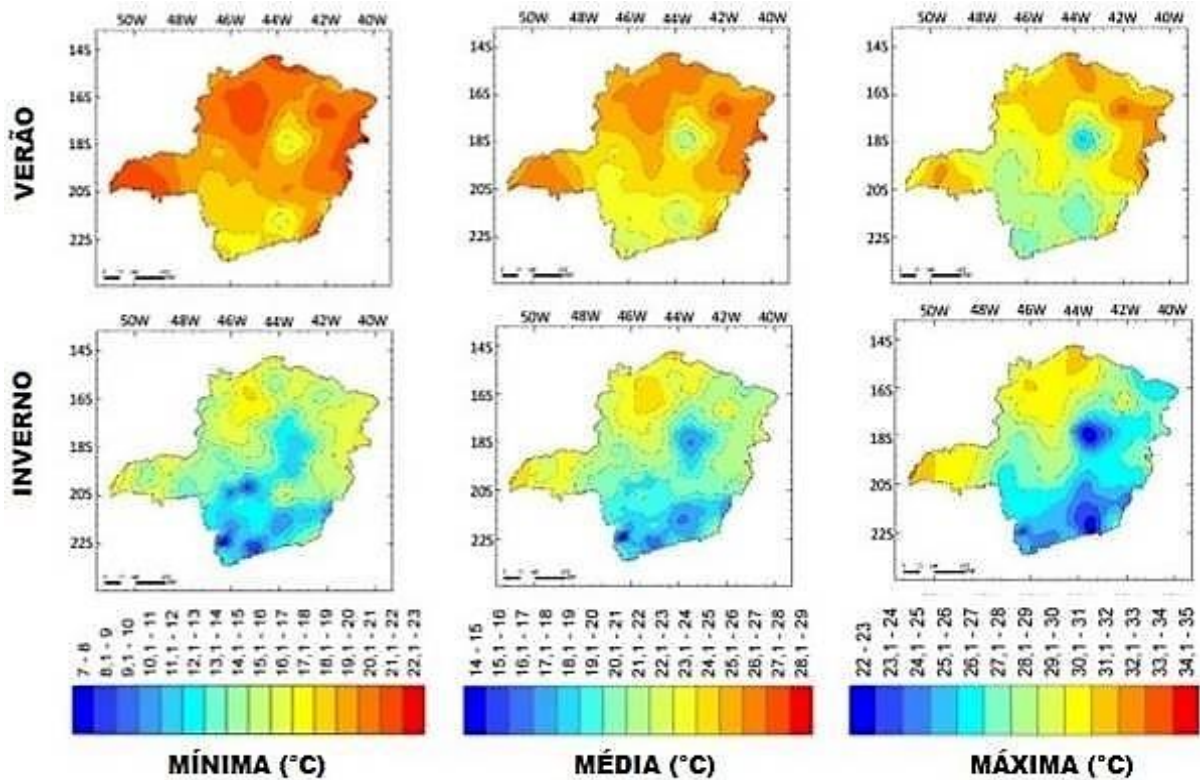 50W 48W 46W 44W 42W 40W
50W 48W 46W 44W 42W 40W
50W 48W 46W 44W 42W 40W
VERÃO
14S
16S
18S
20S
22S
14S
16S
18S
20S
22S
14S
16S
18S
20S
22S
50W 48W 46W 44W 42W 40W
50W 48W 46W 44W 42W 40W
50W 48W 46W 44W 42W 40W
INVERNO
14S
16S
18S
20S
22S
14S
16S
18S
20S
22S
14S
16S
18S
20S
22S
7 - 8
8,1 - 9
9,1 - 10
10,1 - 11
11,1 - 12
12,1 - 13
13,1 - 14
14,1 - 15
15,1 - 16
16,1 - 17
17,1 - 18
18,1 - 19
19,1 - 20
20,1 - 21
21,1 - 22
22,1 - 23
14 - 15
15,1 - 16
16,1 - 17
17,1 - 18
18,1 - 19
19,1 - 20
20,1 - 21
21,1 - 22
22,1 - 23
23,1 - 24
24,1 - 25
25,1 - 26
26,1 - 27
27,1 - 28
28,1 - 29
22 - 23
23,1 - 24
24,1 - 25
25,1 - 26
26,1 - 27
27,1 - 28
28,1 - 29
29,1 - 30
30,1 - 31
31,1 - 32
32,1 - 33
33,1 - 34
34,1 - 35
MÍNIMA (°C)
MÉDIA (°C)
MÁXIMA (°C)